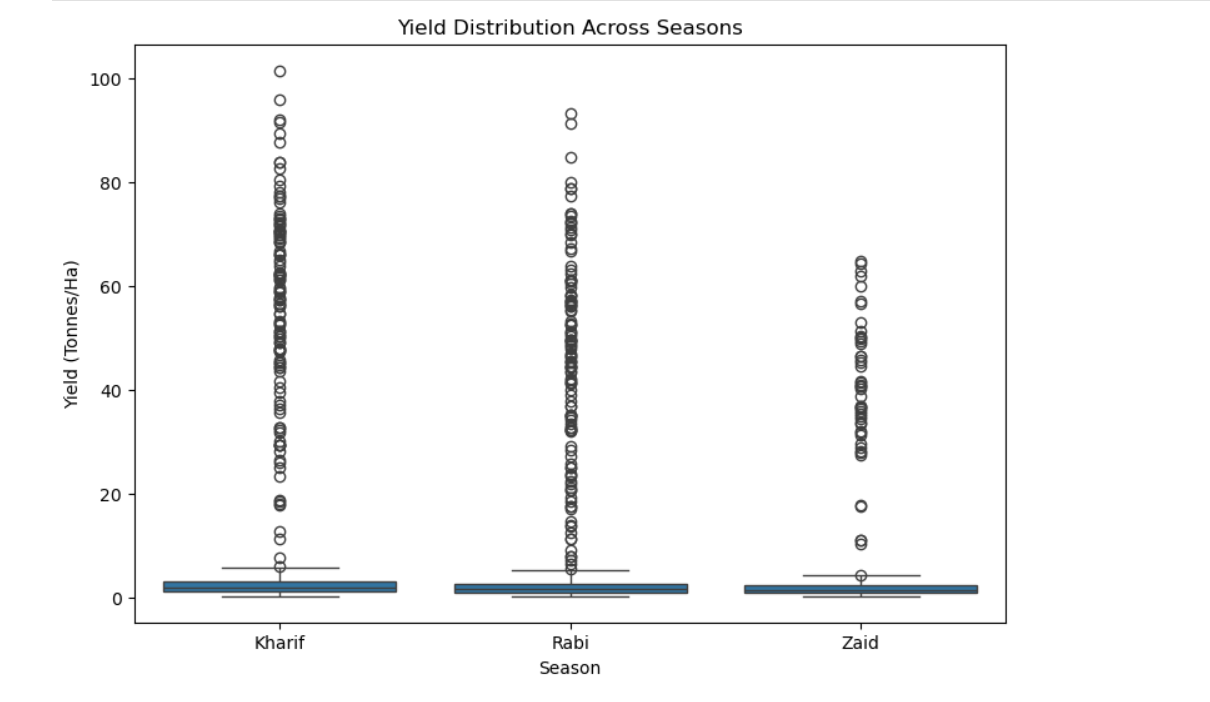 Yield Distribution Across Seasons
100
80
60
40
20
0
Yield (Tonnes/Ha)
Kharif Rabi Zaid
Season